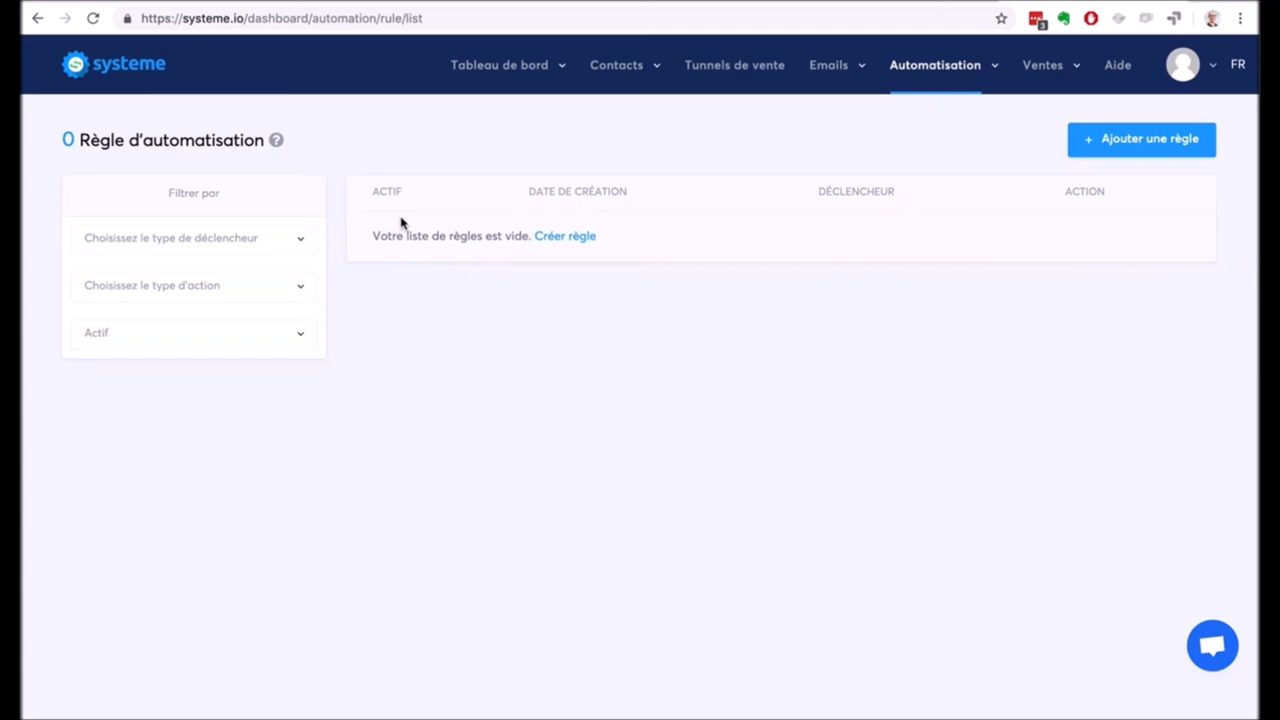 https://systeme.io/dashboard/automation/rule/list
3
systeme
Tableau de bord
Contacts
Tunnels de vente
Emails
Automatisation
Ventes
Aide
FR
0 Règle d'automatisation ?
+ Ajouter une règle
Filtrer par
Choisissez le type de déclencheur
Choisissez le type d'action
Actif
ACTIF
DATE DE CRÉATION
DÉCLENCHEUR
ACTION
Votre liste de règles est vide. Créer règle